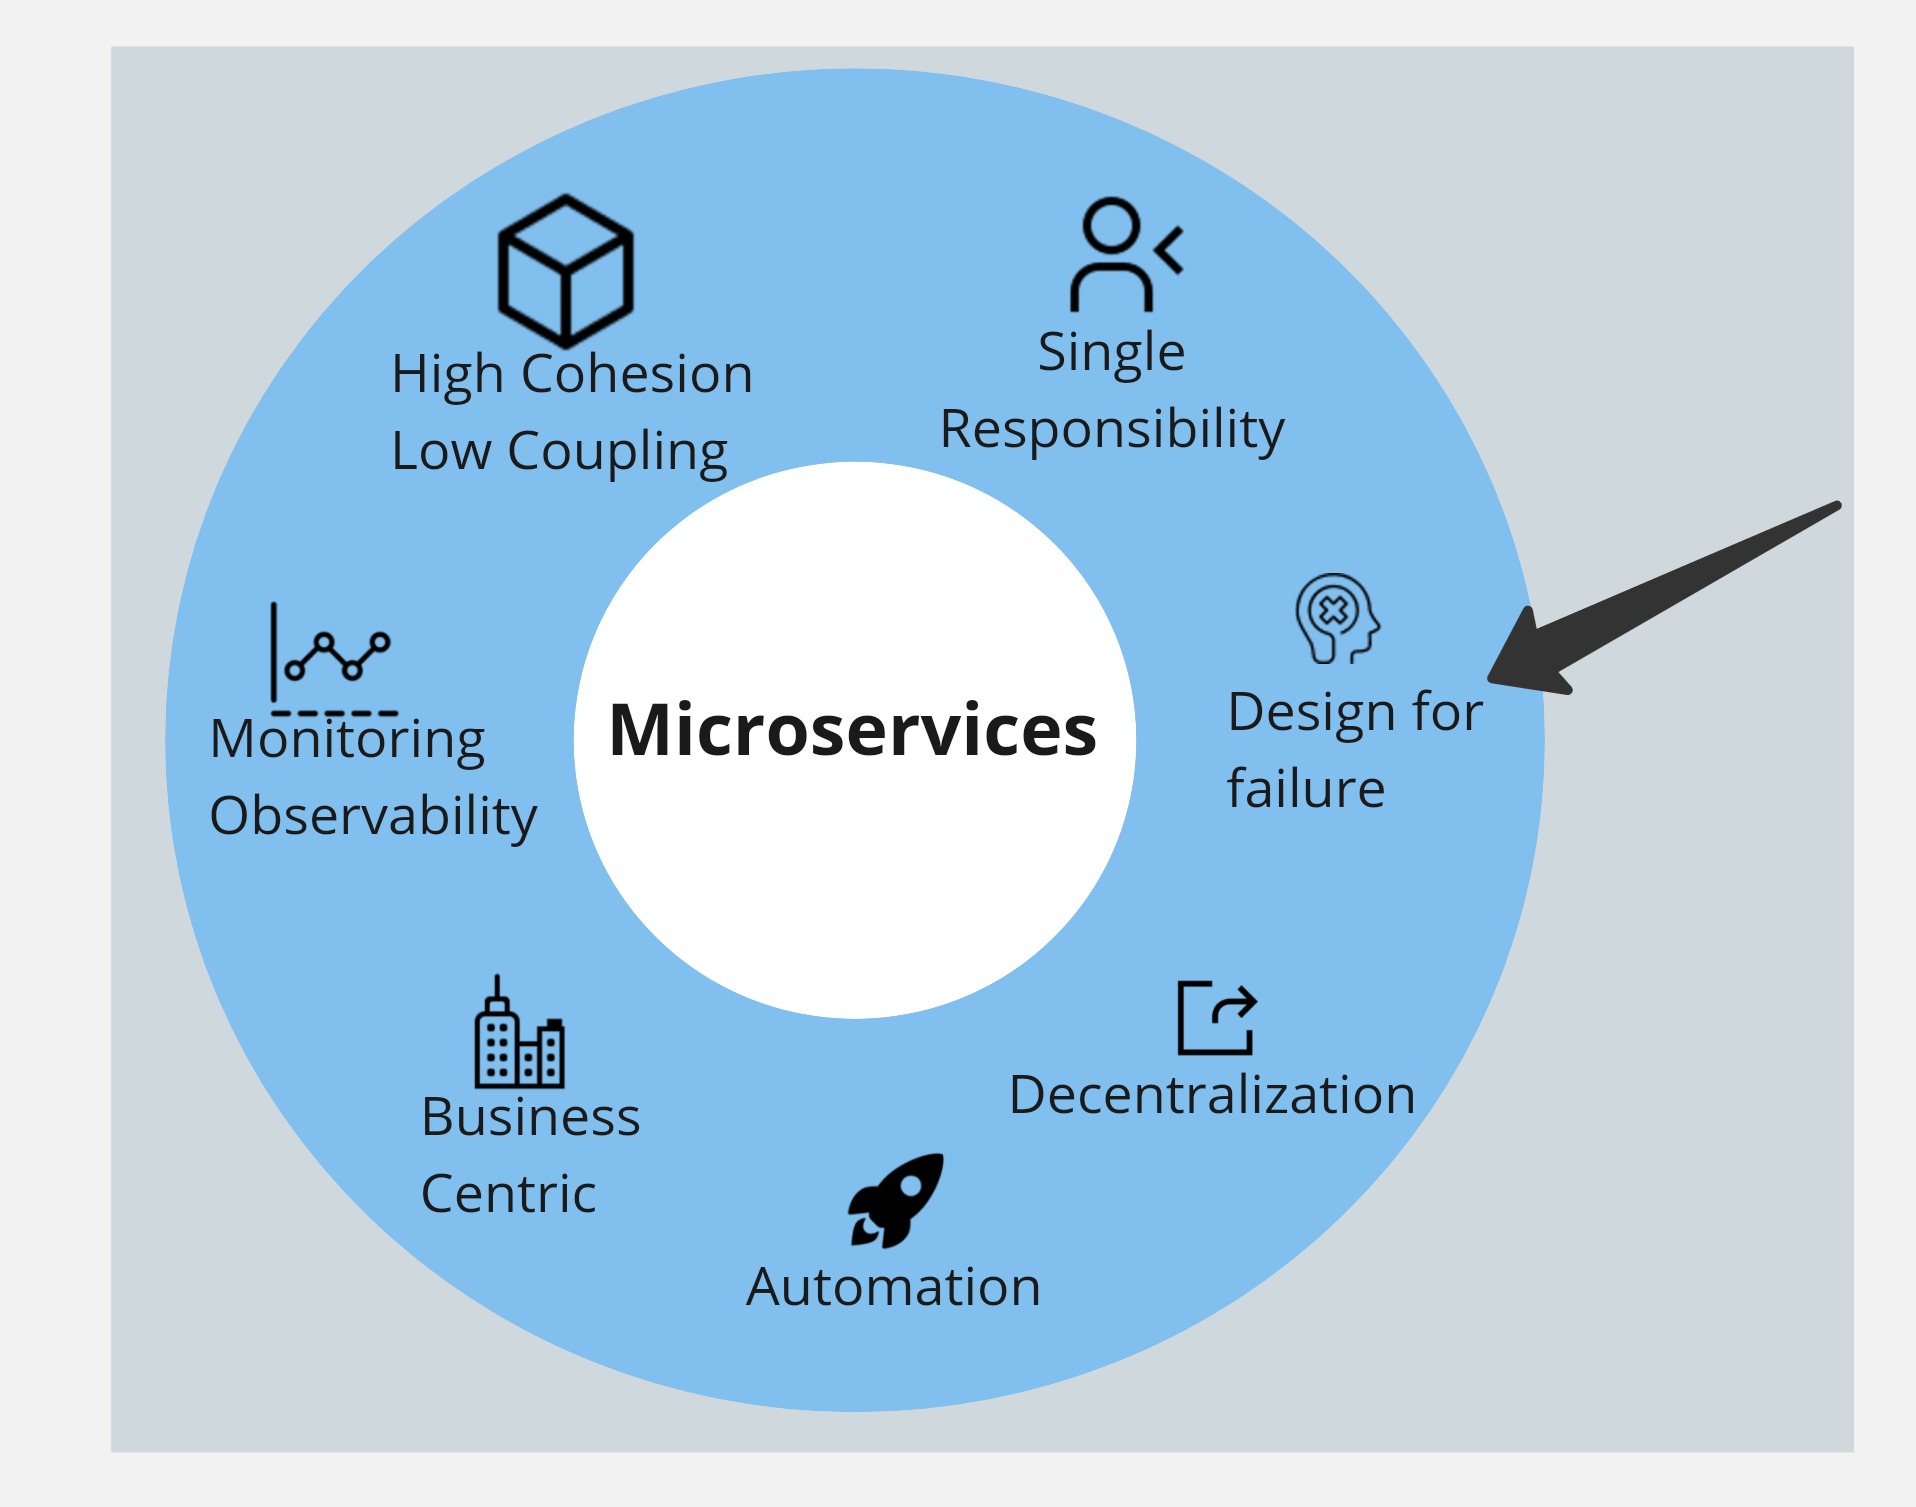 High Cohesion
Low Coupling
Single
Responsibility
Monitoring
Observability
Microservices
Design for
failure
Business
Centric
Decentralization
Automation